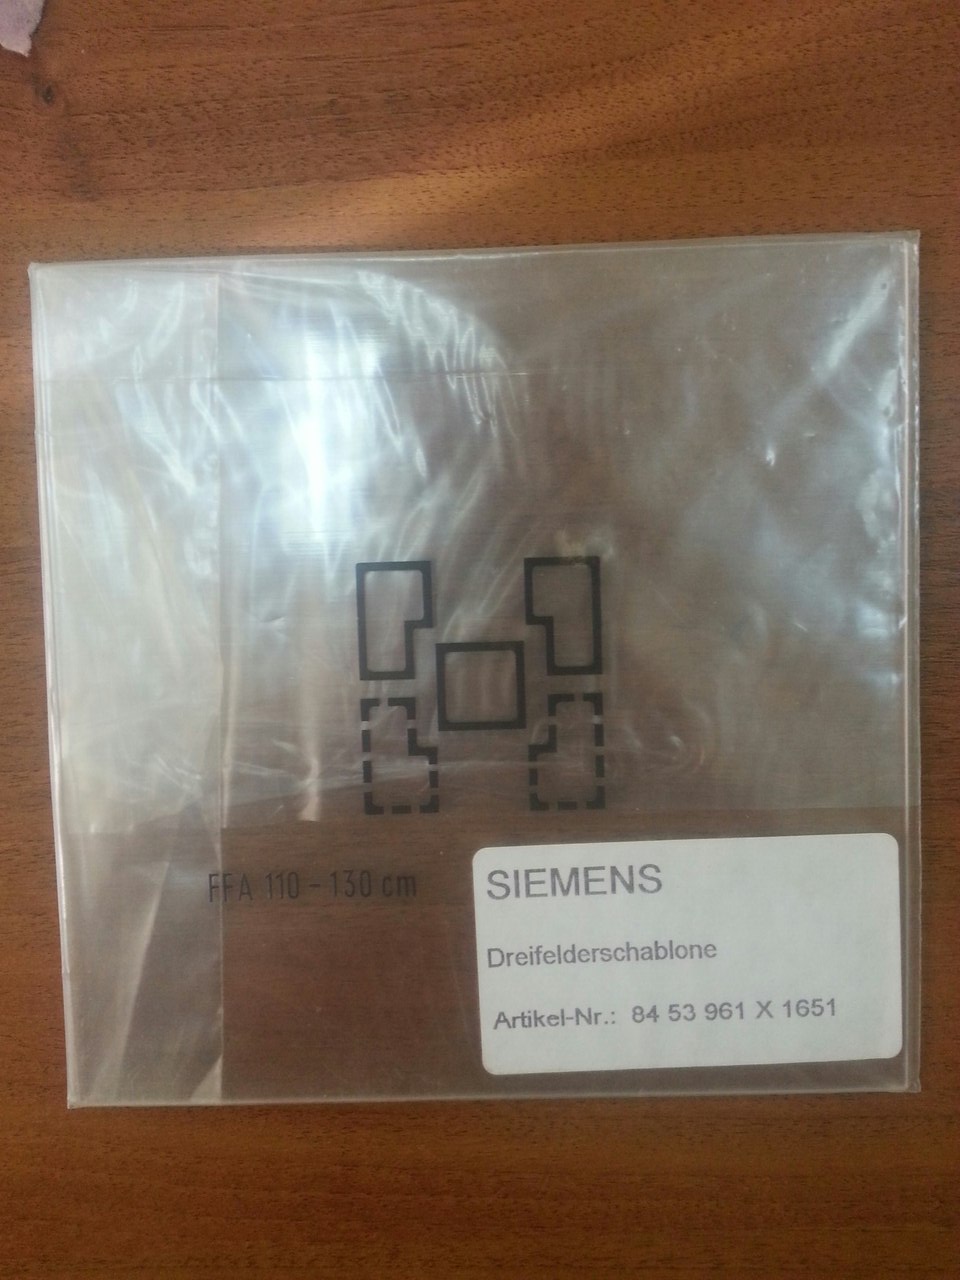 FFA 110 - 130 cm
SIEMENS
Dreifelderschablone
Artikel-Nr.: 84 53 961 X 1651